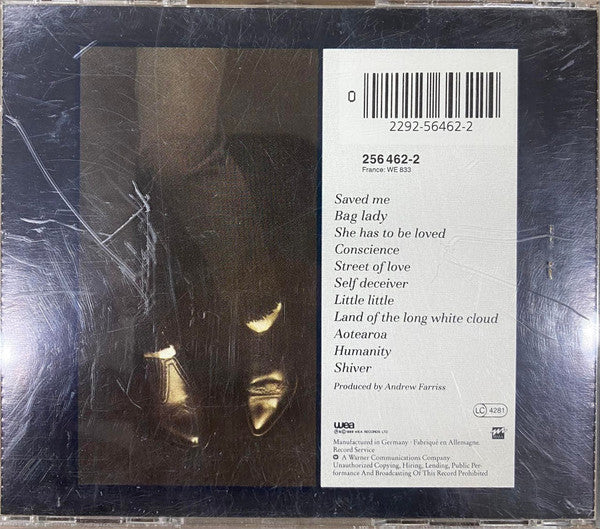 0
2292-56462-2
256 462-2
France: WE 833
Saved me
Bag lady
She has to be loved
Conscience
Street of love
Self deceiver
Little little
Land of the long white cloud
Aotearoa
Humanity
Shiver
Produced by Andrew Farriss
LC 4281
wea
WEA RECORDS LTD
Manufactured in Germany · Fabriqué en Allemagne.
Record Service
A Warner Communications Company
Unauthorized Copying, Hiring, Lending, Public Per-
formance And Broadcasting Of This Record Prohibited